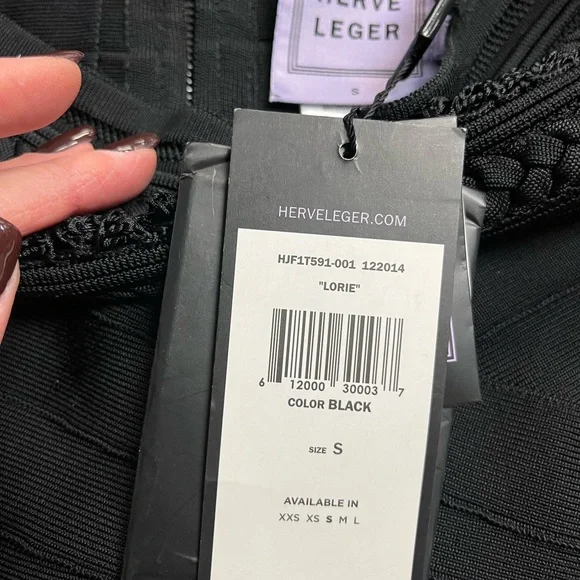 HERVE
LEGER
S
HERVELEGER.COM
HJF1T591-001 122014
"LORIE"
6 12000 30003 7
COLOR BLACK
SIZE S
AVAILABLE IN
XXS XS S M L